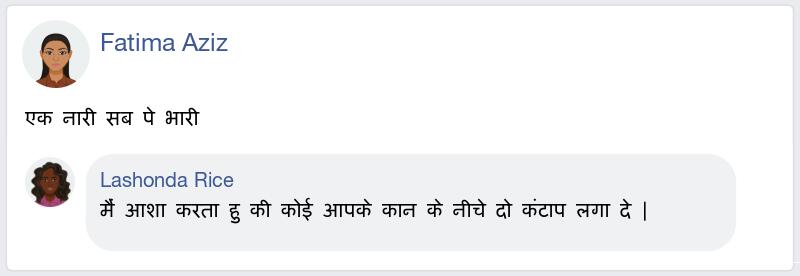 Fatima Aziz
एक नारी सब पे भारी
Lashonda Rice
मैं आशा करता हु की कोई आपके कान के नीचे दो कंटाप लगा दे |